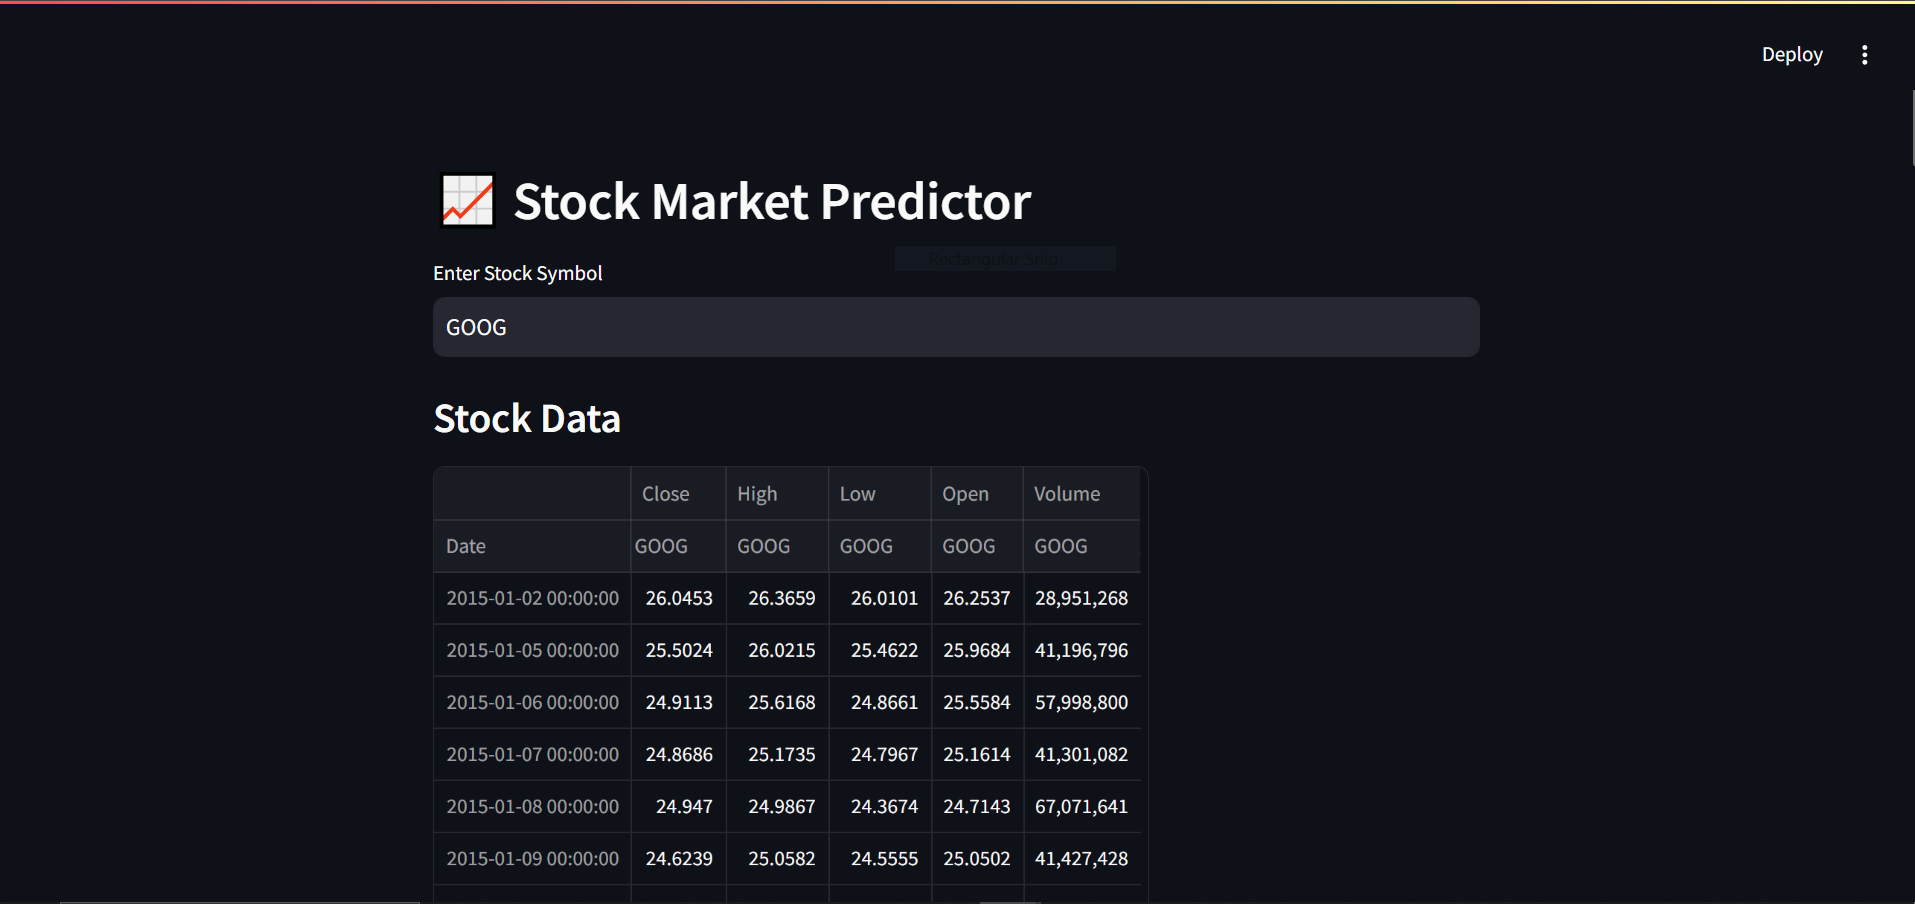 Deploy
Stock Market Predictor
Rectangular Snip
Enter Stock Symbol
GOOG
Stock Data
Close High Low Open Volume
Date GOOG GOOG GOOG GOOG GOOG
2015-01-02 00:00:00 26.0453 26.3659 26.0101 26.2537 28,951,268
2015-01-05 00:00:00 25.5024 26.0215 25.4622 25.9684 41,196,796
2015-01-06 00:00:00 24.9113 25.6168 24.8661 25.5584 57,998,800
2015-01-07 00:00:00 24.8686 25.1735 24.7967 25.1614 41,301,082
2015-01-08 00:00:00 24.947 24.9867 24.3674 24.7143 67,071,641
2015-01-09 00:00:00 24.6239 25.0582 24.5555 25.0502 41,427,428